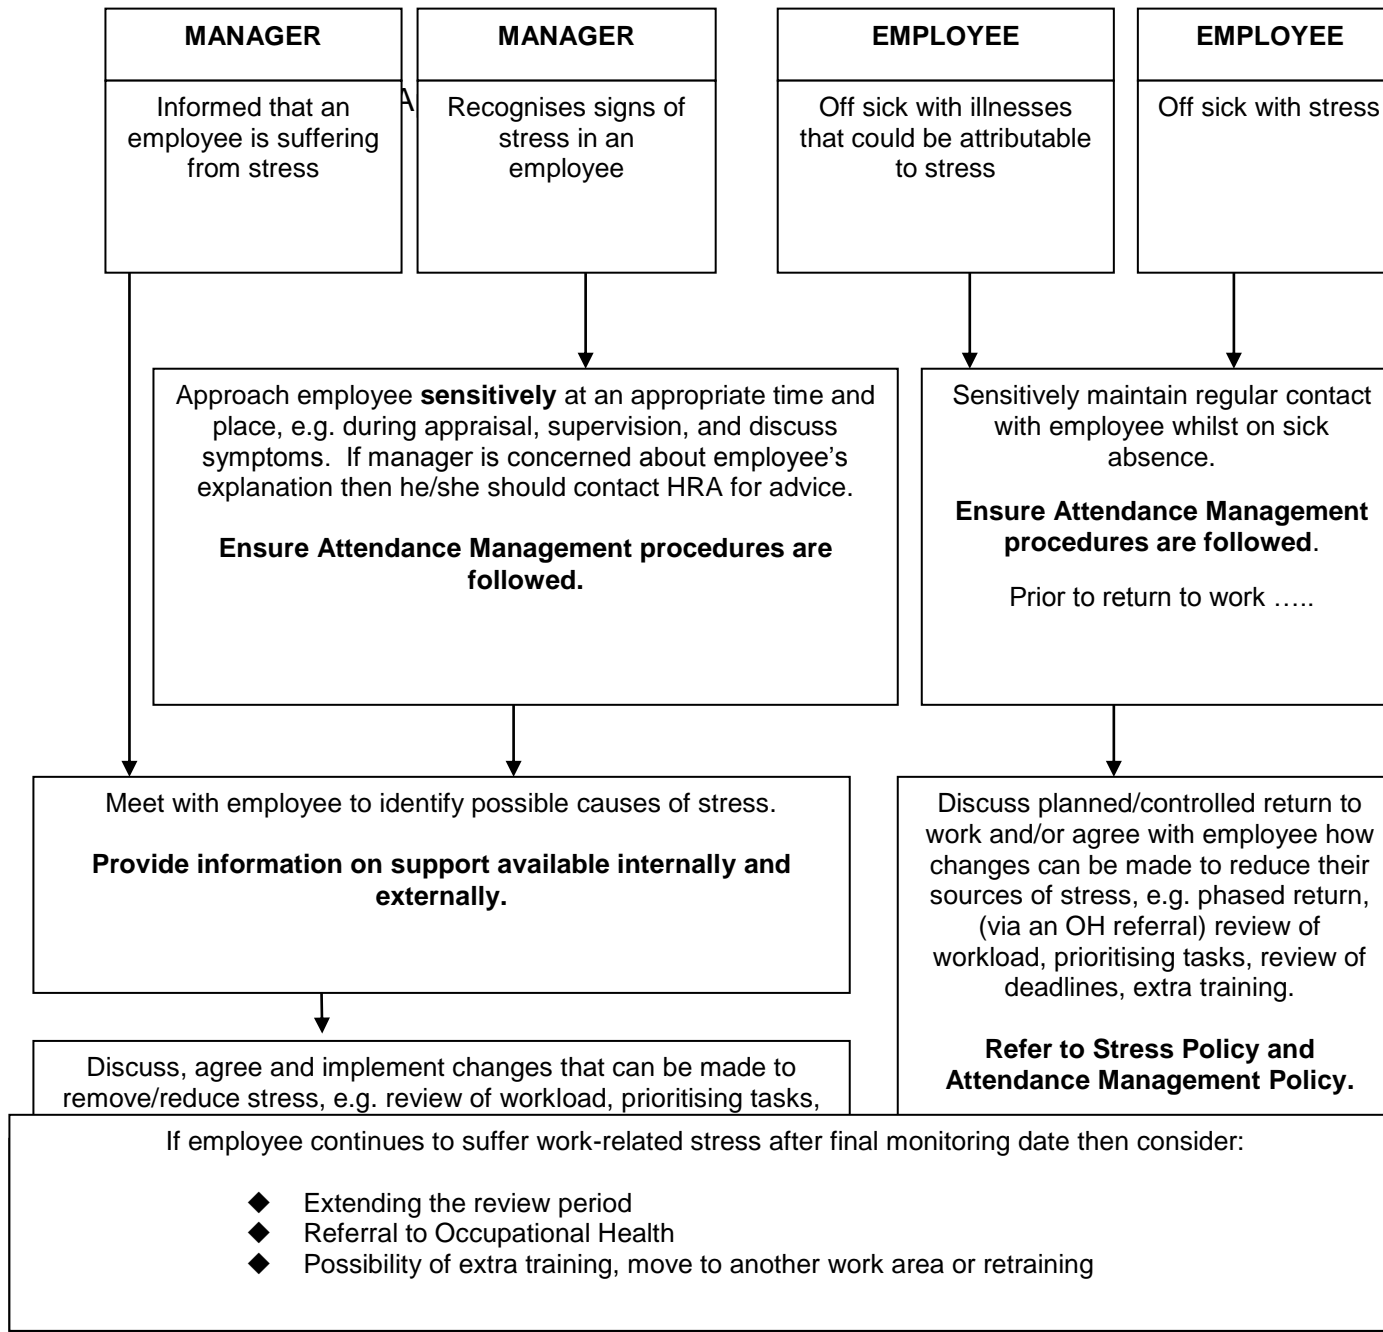 MANAGER
Informed that an
employee is suffering
from stress
A
MANAGER
Recognises signs of
stress in an
employee
EMPLOYEE
Off sick with illnesses
that could be attributable
to stress
EMPLOYEE
Off sick with stress
Approach employee sensitively at an appropriate time and
place, e.g. during appraisal, supervision, and discuss
symptoms.  If manager is concerned about employee’s
explanation then he/she should contact HRA for advice.
Ensure Attendance Management procedures are
followed.
Sensitively maintain regular contact
with employee whilst on sick
absence.
Ensure Attendance Management
procedures are followed.
Prior to return to work …..
Meet with employee to identify possible causes of stress.
Provide information on support available internally and
externally.
Discuss planned/controlled return to
work and/or agree with employee how
changes can be made to reduce their
sources of stress, e.g. phased return,
(via an OH referral) review of
workload, prioritising tasks, review of
deadlines, extra training.
Refer to Stress Policy and
Attendance Management Policy.
Discuss, agree and implement changes that can be made to
remove/reduce stress, e.g. review of workload, prioritising tasks,
If employee continues to suffer work-related stress after final monitoring date then consider:
◆ Extending the review period
◆ Referral to Occupational Health
◆ Possibility of extra training, move to another work area or retraining